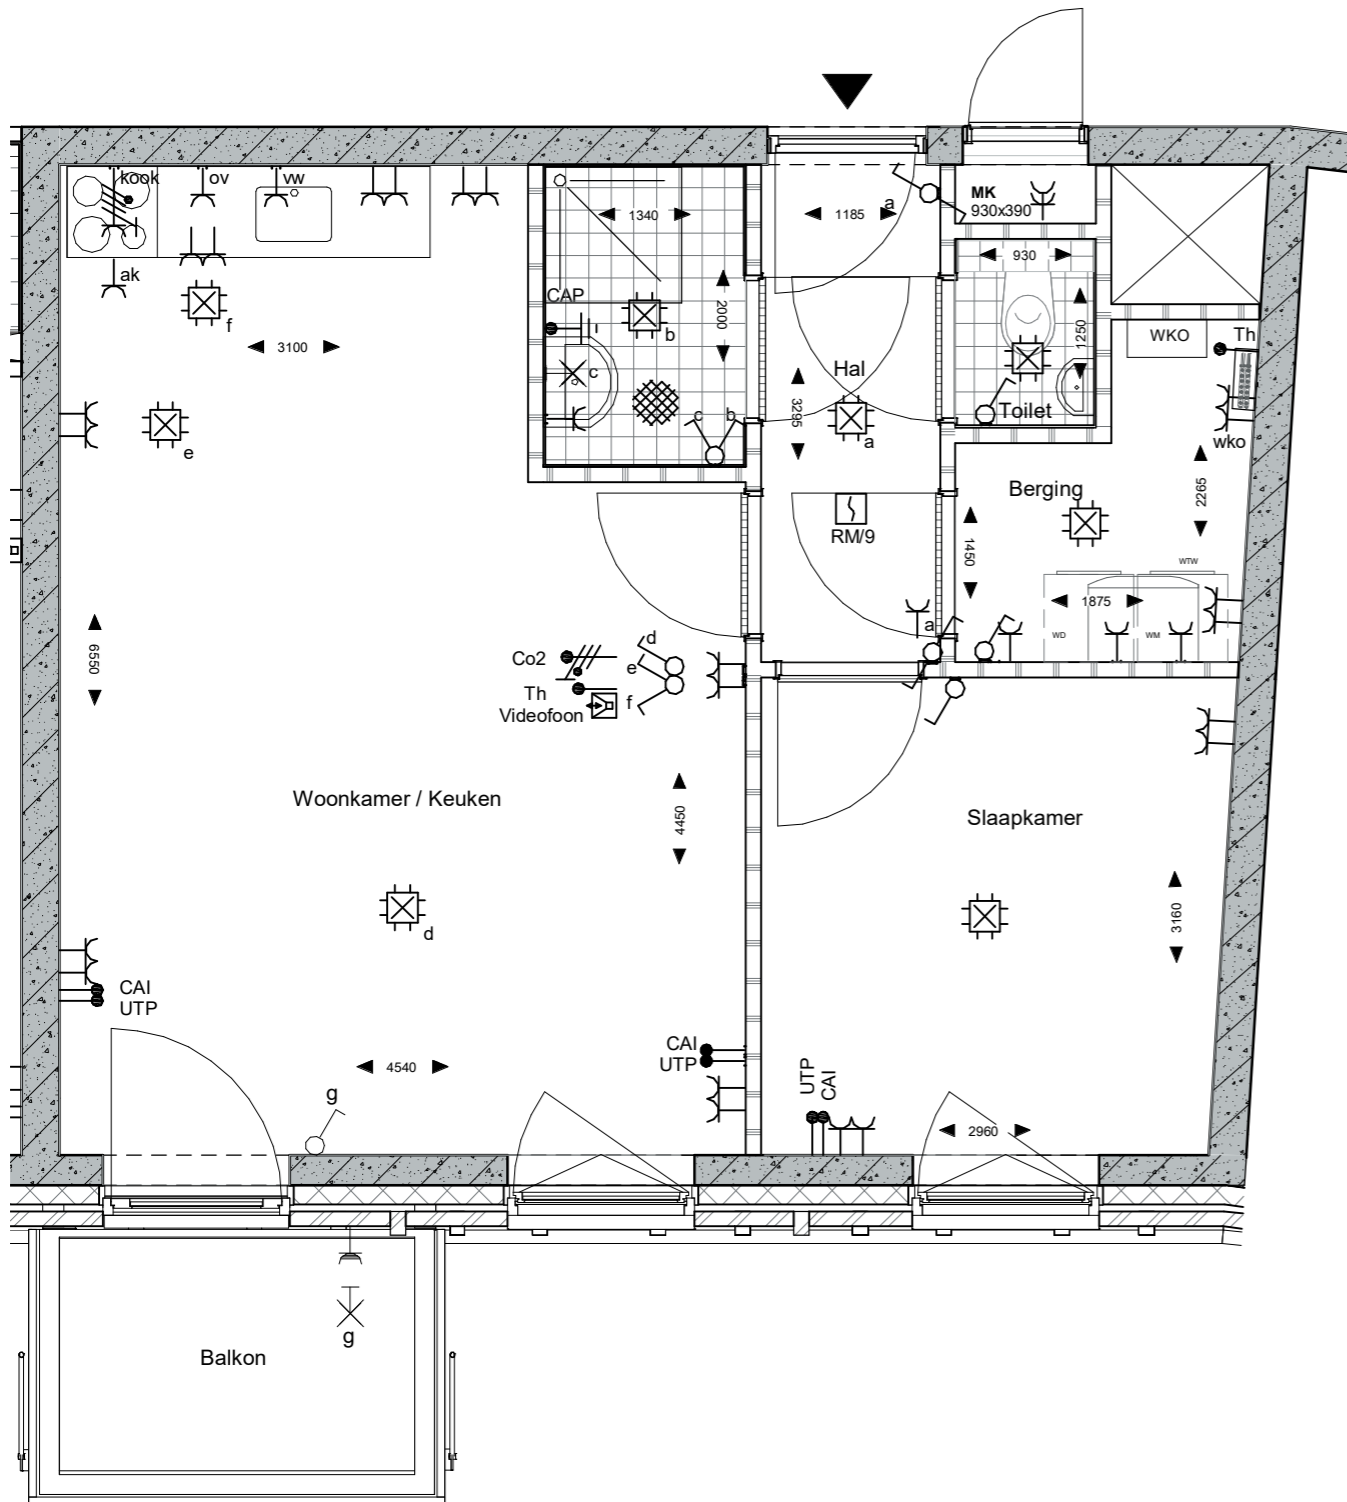 kook
ov
vw
ak
f
3100
e
1340
CAP
b
2000
c
c
b
a
1185
MK
930x390
930
1250
Hal
3295
a
Toilet
WKO
Th
wko
Berging
2265
RM/9
1450
WTW
1875
WD
WM
a
6550
Co2
Th
Videofoon
d
e
f
Woonkamer / Keuken
4450
Slaapkamer
3160
d
CAI
UTP
4540
g
CAI
UTP
UTP
CAI
2960
g
Balkon